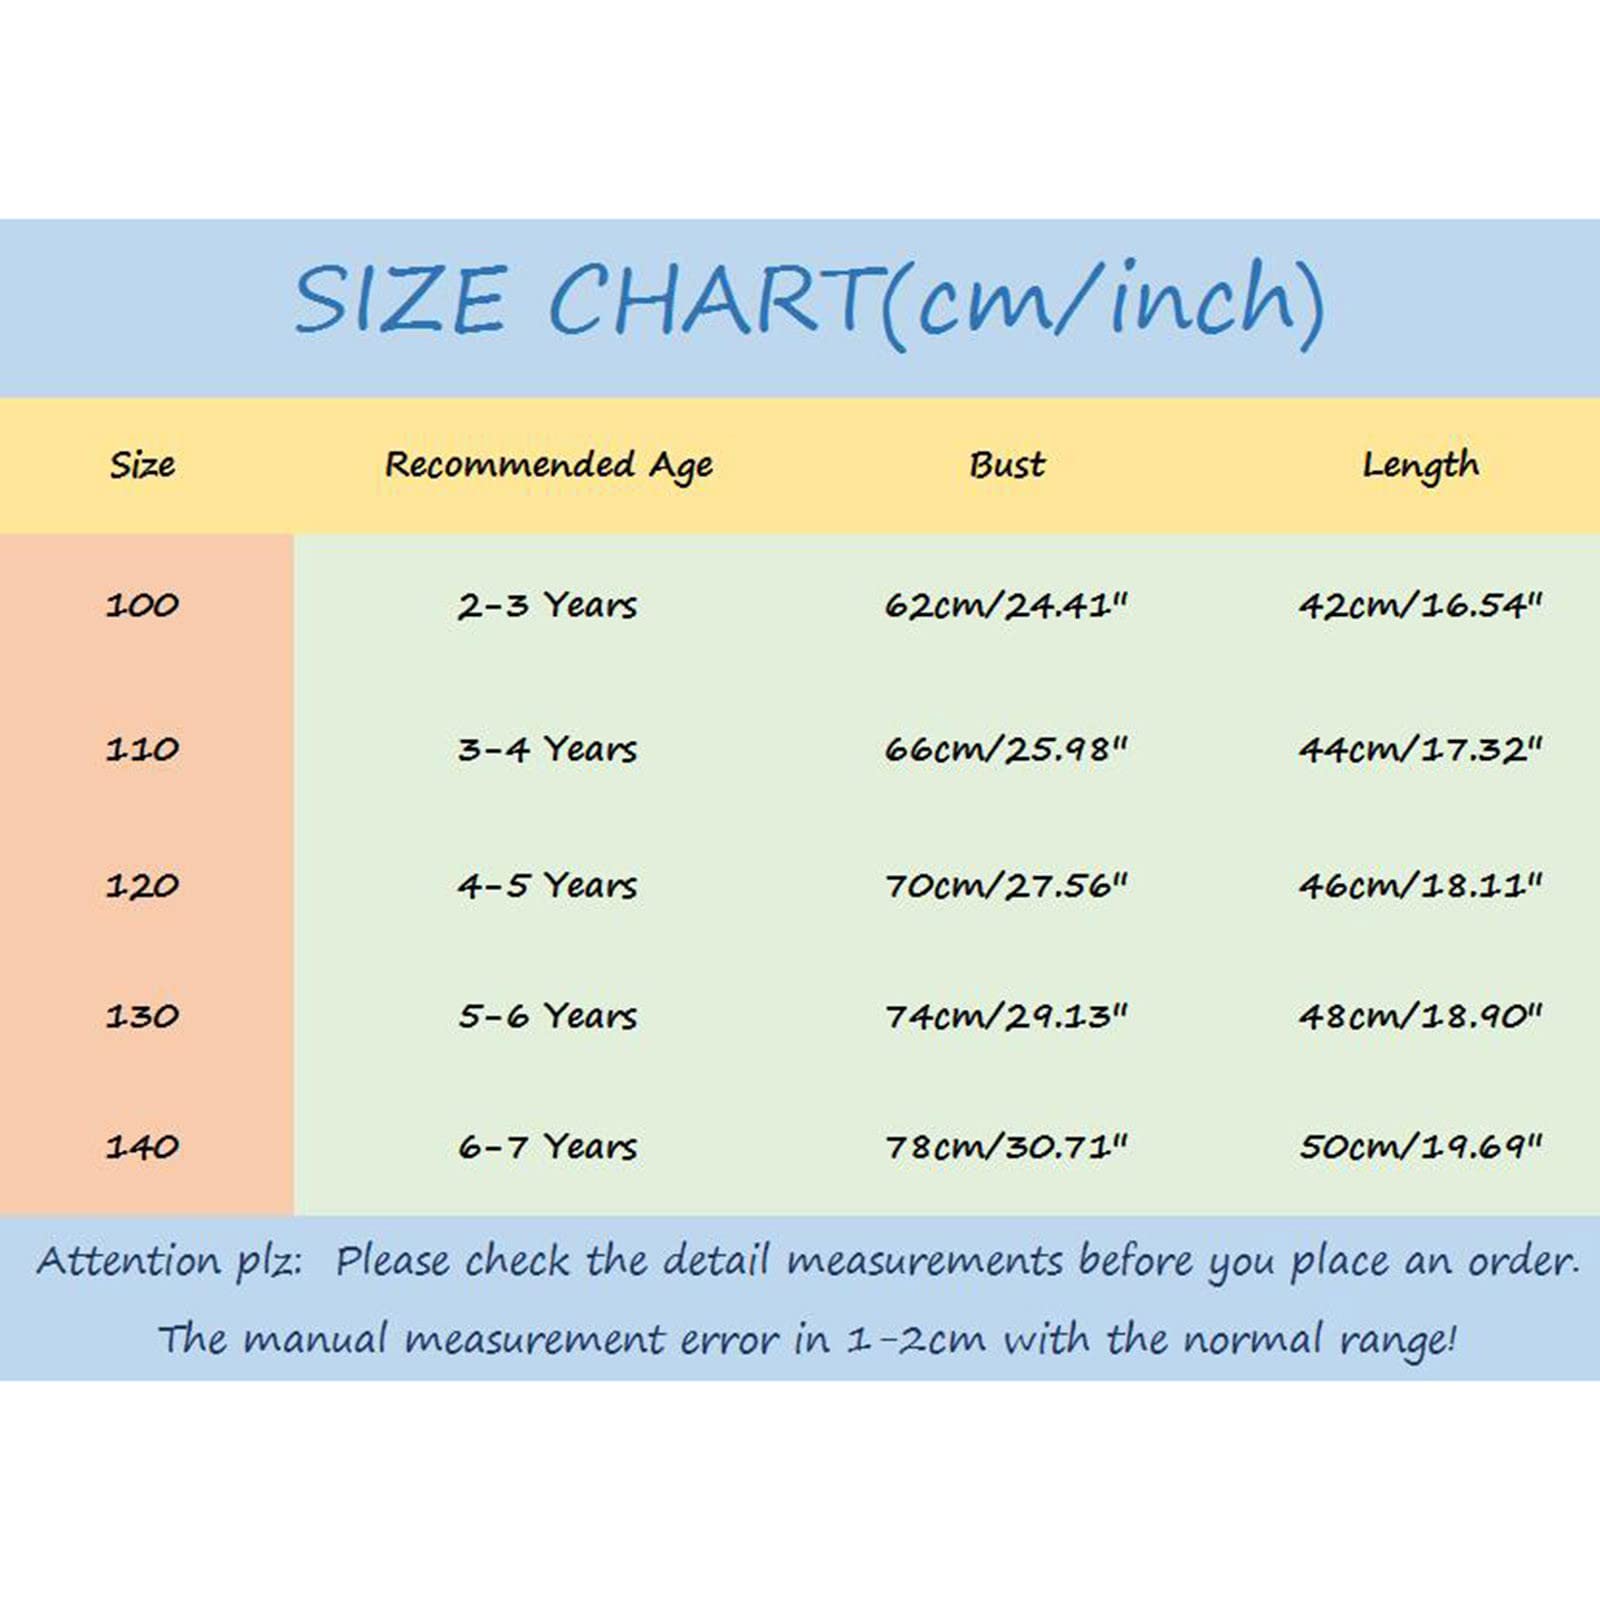 SIZE CHART(cm/inch)
Size Recommended Age Bust Length
100 2-3 Years 62cm/24.41" 42cm/16.54"
110 3-4 Years 66cm/25.98" 44cm/17.32"
120 4-5 Years 70cm/27.56" 46cm/18.11"
130 5-6 Years 74cm/29.13" 48cm/18.90"
140 6-7 Years 78cm/30.71" 50cm/19.69"
Attention plz: Please check the detail measurements before you place an order.
The manual measurement error in 1-2cm with the normal range!